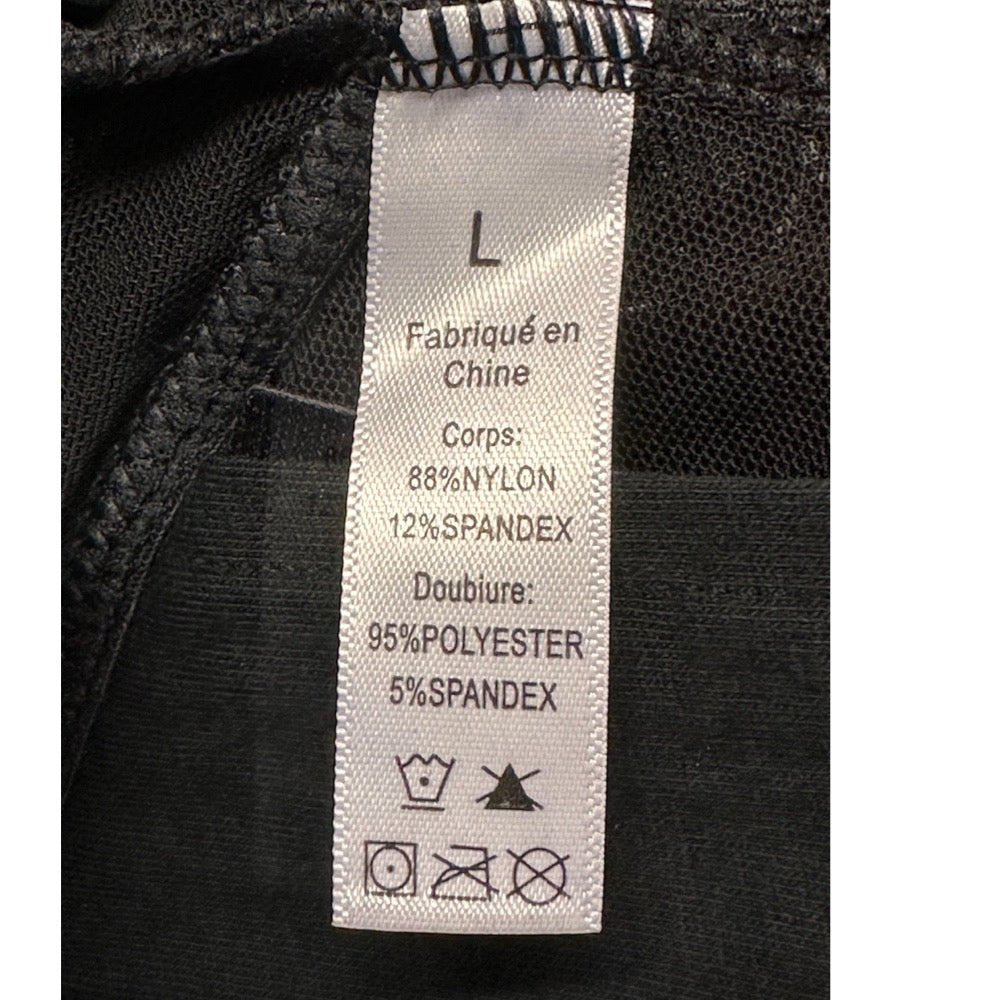 L
Fabriqué en
Chine
Corps:
88%NYLON
12%SPANDEX
Doubiure:
95%POLYESTER
5%SPANDEX